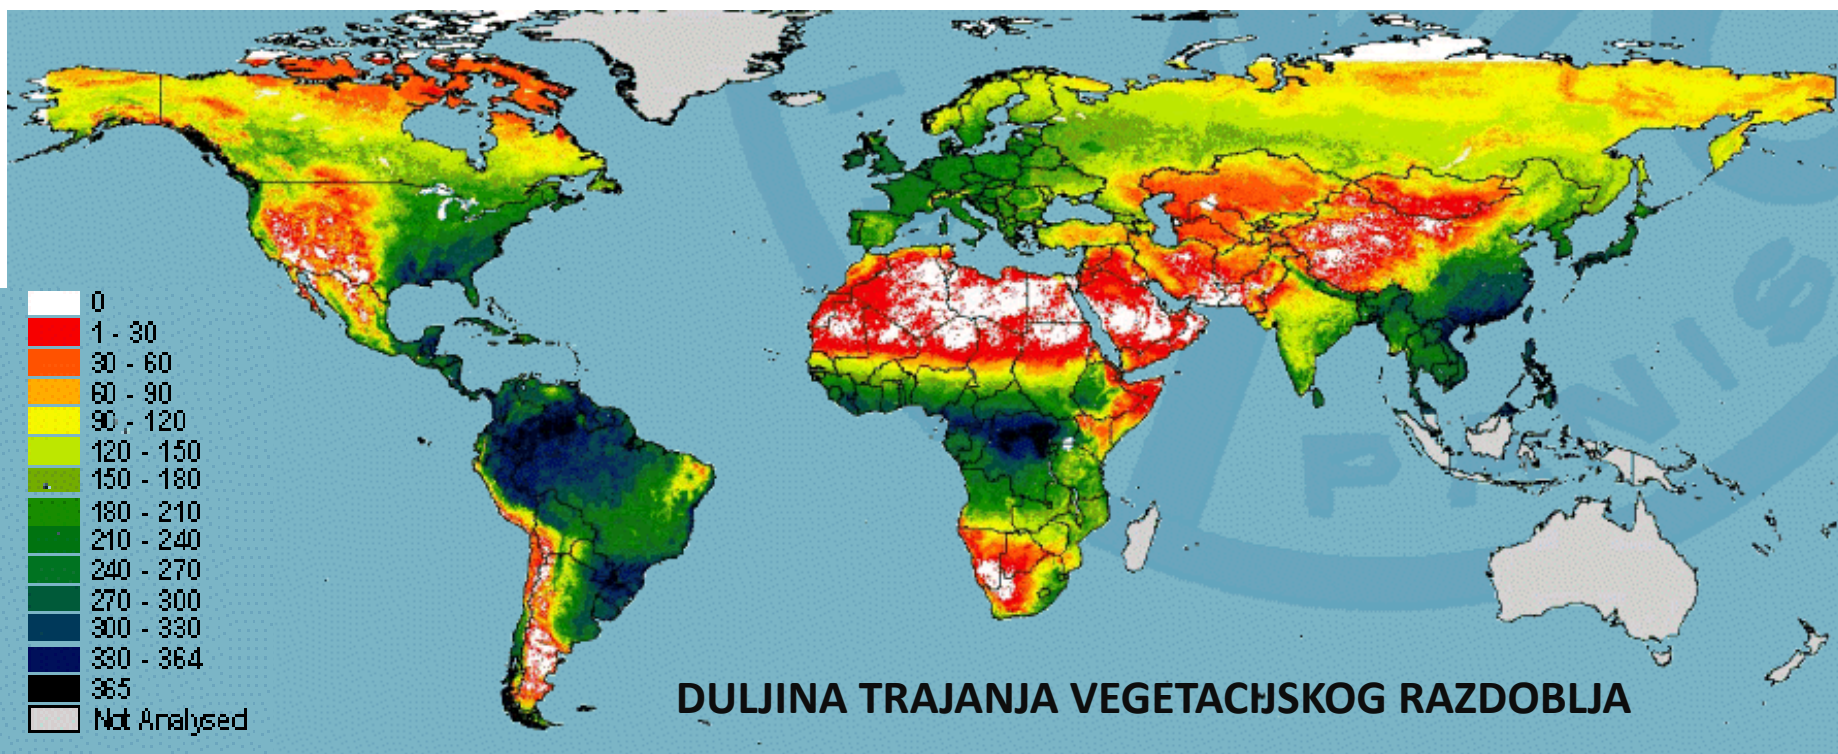 0
1 - 30
30 - 60
60 - 90
90 - 120
120 - 150
150 - 180
180 - 210
210 - 240
240 - 270
270 - 300
300 - 330
330 - 364
365
Not Analysed
DULJINA TRAJANJA VEGETACIJSKOG RAZDOBLJA